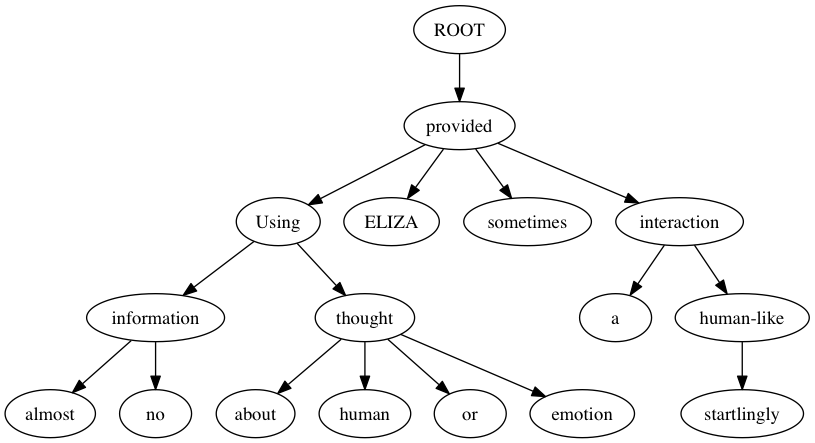 ROOT
provided
Using ELIZA sometimes interaction
information thought a human-like
almost no about human or emotion startlingly